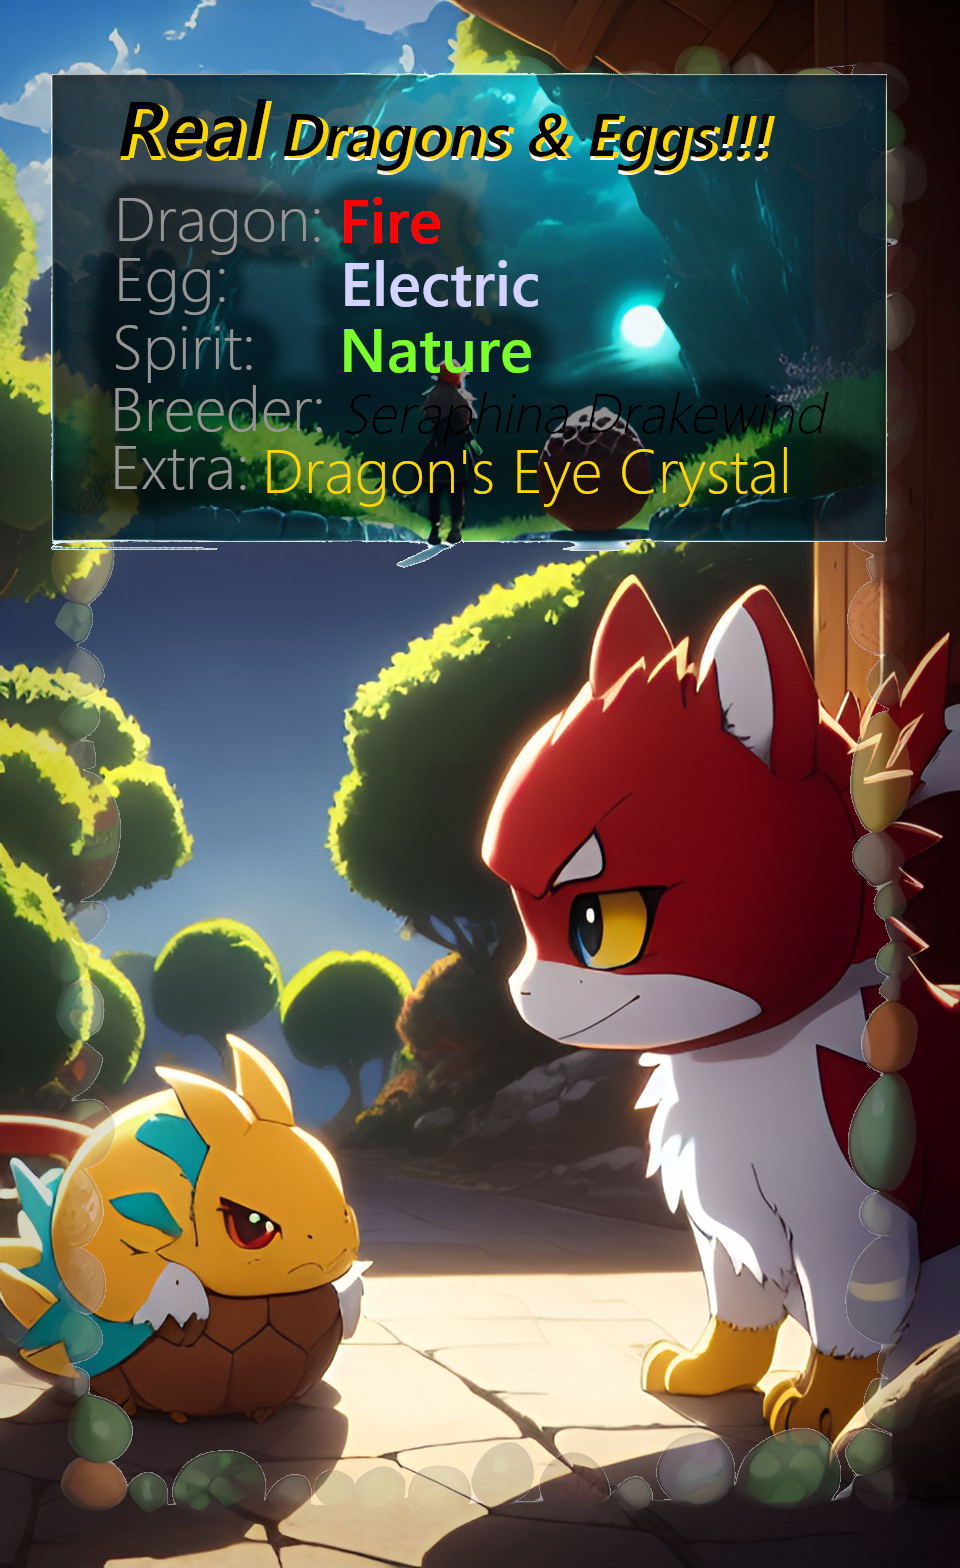 Real Dragons & Eggs!!!
Dragon: Fire
Egg: Electric
Spirit: Nature
Breeder: Seraphina Drakewind
Extra: Dragon's Eye Crystal